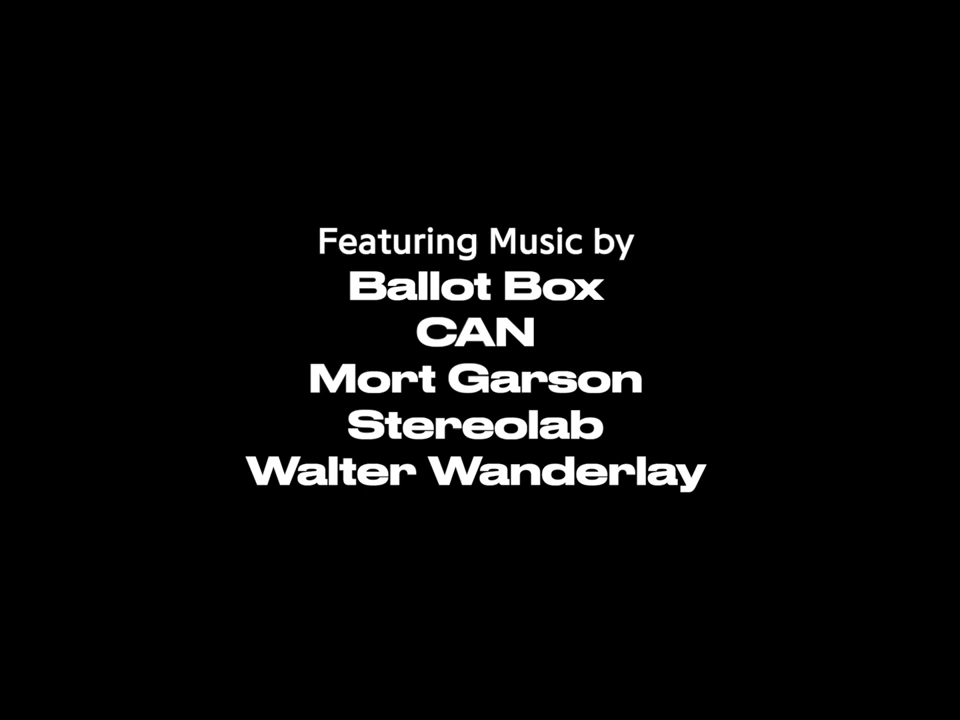 Featuring Music by
Ballot Box
CAN
Mort Garson
Stereolab
Walter Wanderlay